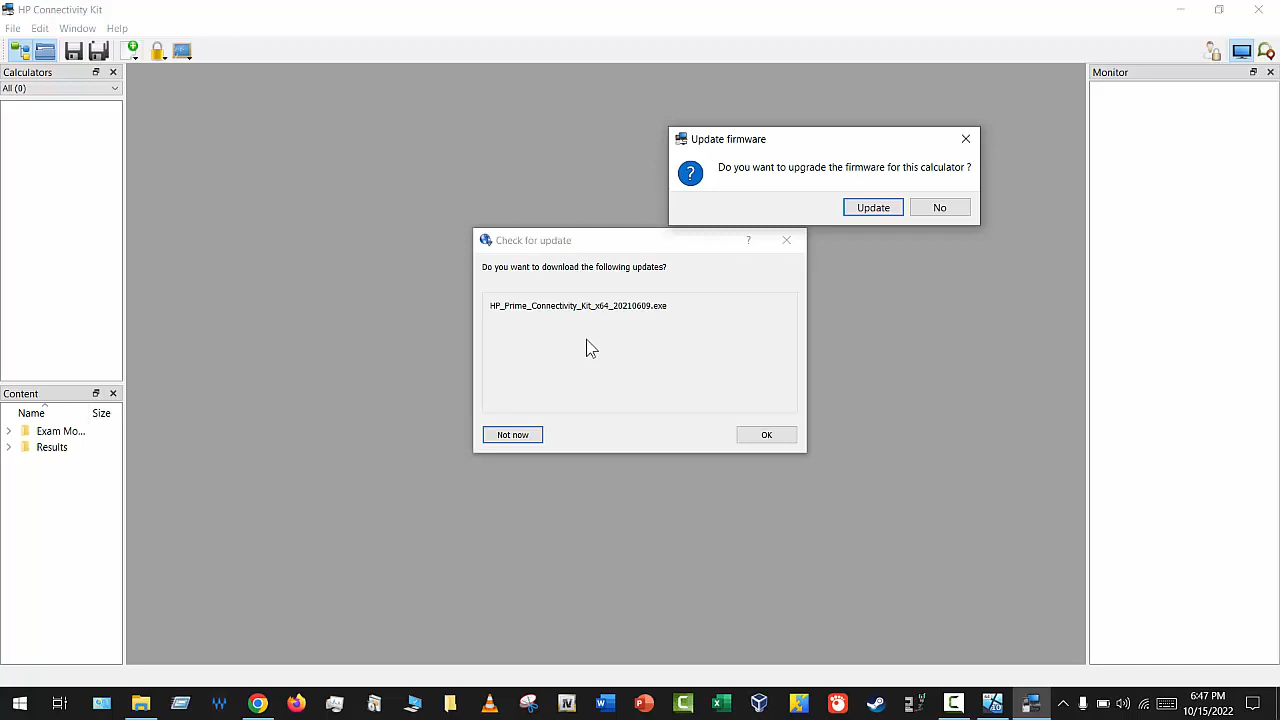 HP Connectivity Kit
File Edit Window Help
Calculators
All (0)
Monitor
Update firmware
Do you want to upgrade the firmware for this calculator ?
Update No
Check for update
?
Do you want to download the following updates?
HP_Prime_Connectivity_Kit_x64_20210609.exe
Not now OK
Content
Name Size
Exam Mo...
Results
6:47 PM
10/15/2022